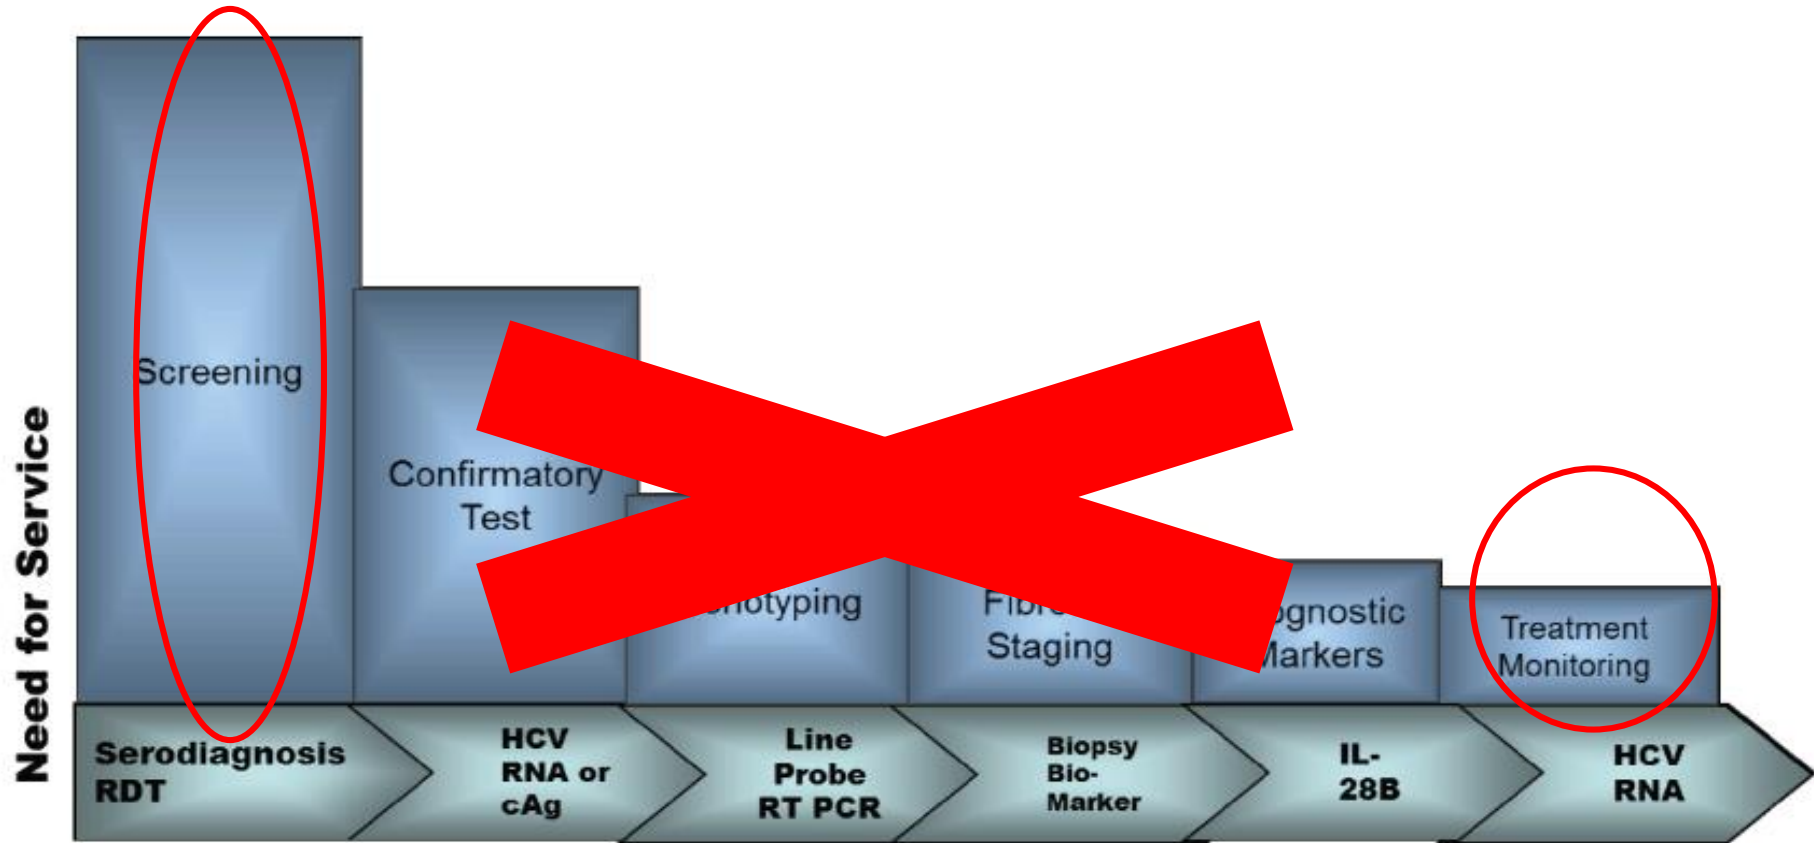 Need for Service
Screening
Confirmatory
Test
Staging
Treatment
Monitoring
Serodiagnosis
RDT
HCV
RNA or
cAg
Line
Probe
RT PCR
Biopsy
Bio-
Marker
IL-
28B
HCV
RNA